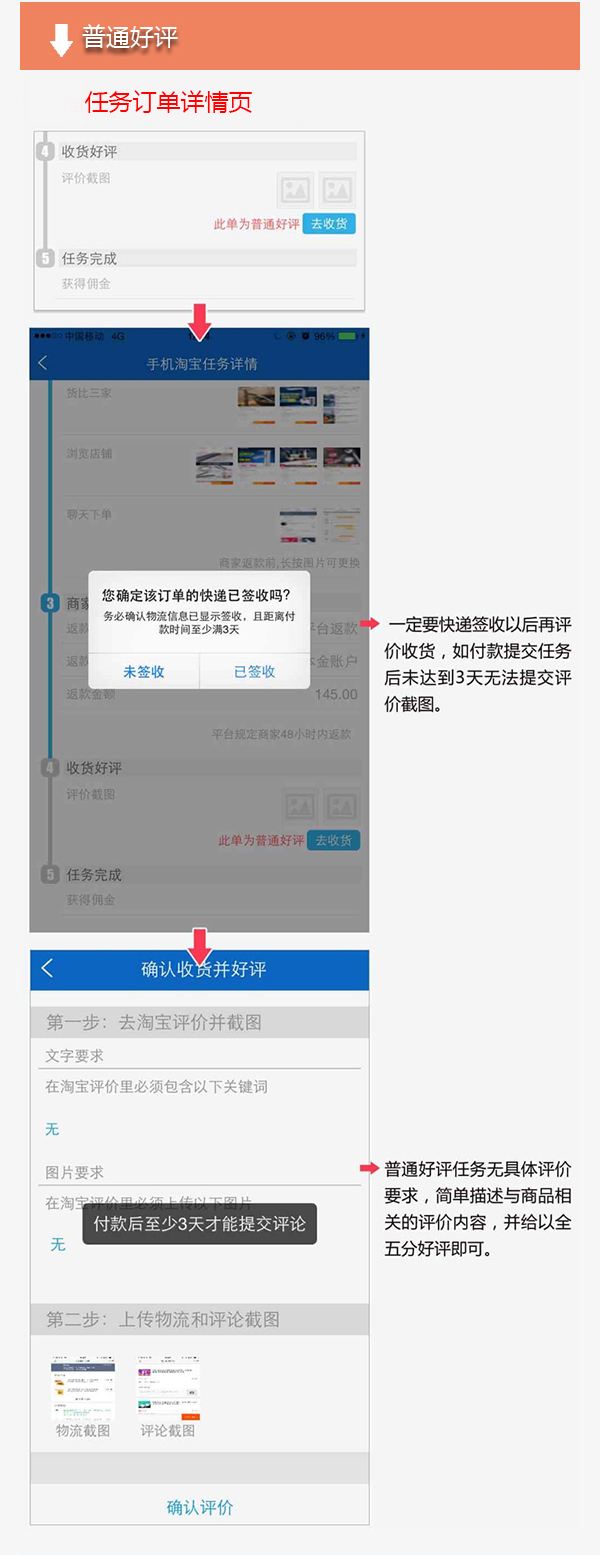 普通好评
任务订单详情页
4 收货好评
评价截图
此单为普通好评 去收货
5 任务完成
获得佣金
中国移动 4G 96%
手机淘宝任务详情
货比三家
浏览店铺
聊天下单
商家返款前,长按图片可更换
您确定该订单的快递已签收吗?
务必确认物流信息已显示签收，且距离付
款时间至少满3天
未签收 已签收
3 商家
返款 平台返款
返款 本金账户
返款金额 145.00
平台规定商家48小时内返款
4 收货好评
评价截图
此单为普通好评 去收货
5 任务完成
获得佣金
一定要快递签收以后再评
价收货，如付款提交任务
后未达到3天无法提交评
价截图。
确认收货并好评
第一步：去淘宝评价并截图
文字要求
在淘宝评价里必须包含以下关键词
无
图片要求
在淘宝评价里必须上传以下图片
付款后至少3天才能提交评论
无
普通好评任务无具体评价
要求，简单描述与商品相
关的评价内容，并给以全
五分好评即可。
第二步：上传物流和评论截图
物流截图 评论截图
确认评价